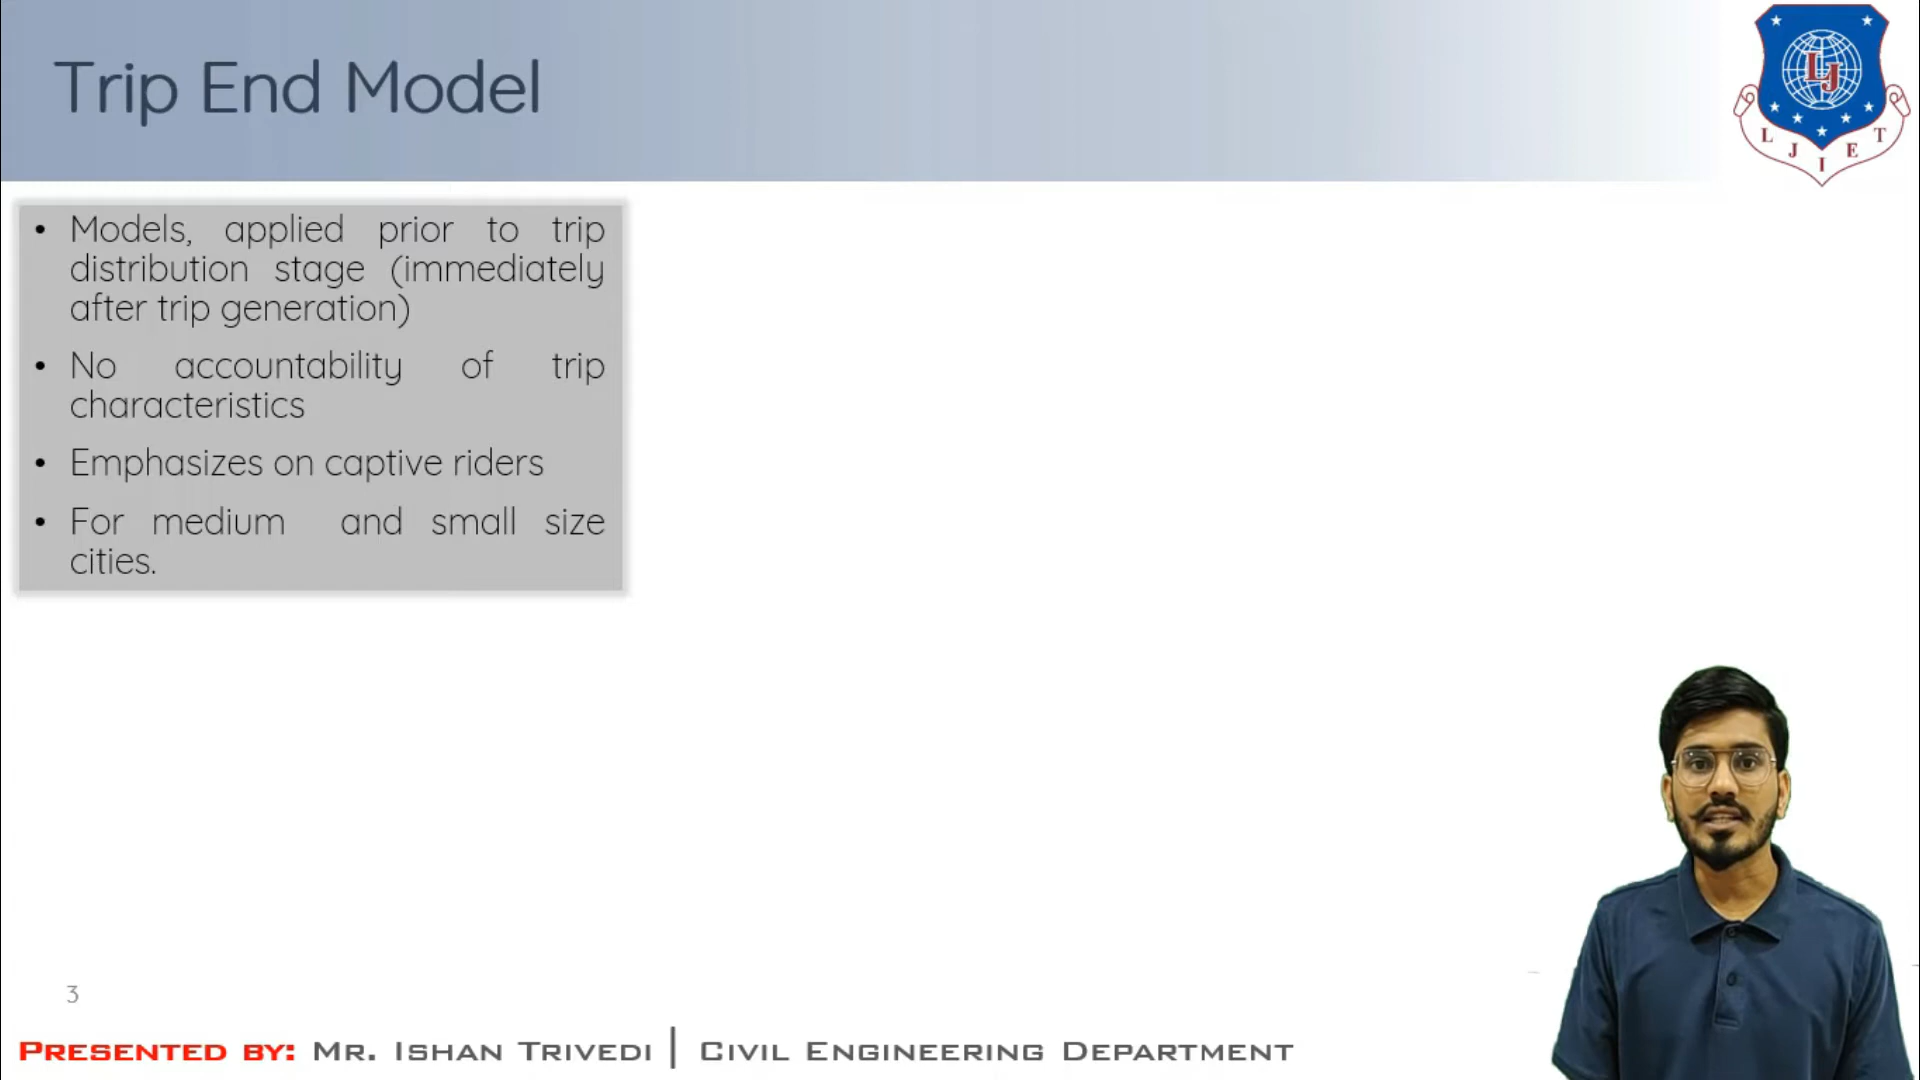 Trip End Model
LJ
L J I E T
• Models, applied prior to trip
distribution stage (immediately
after trip generation)
• No accountability of trip
characteristics
• Emphasizes on captive riders
• For medium and small size
cities.
3
PRESENTED BY: MR. ISHAN TRIVEDI | CIVIL ENGINEERING DEPARTMENT